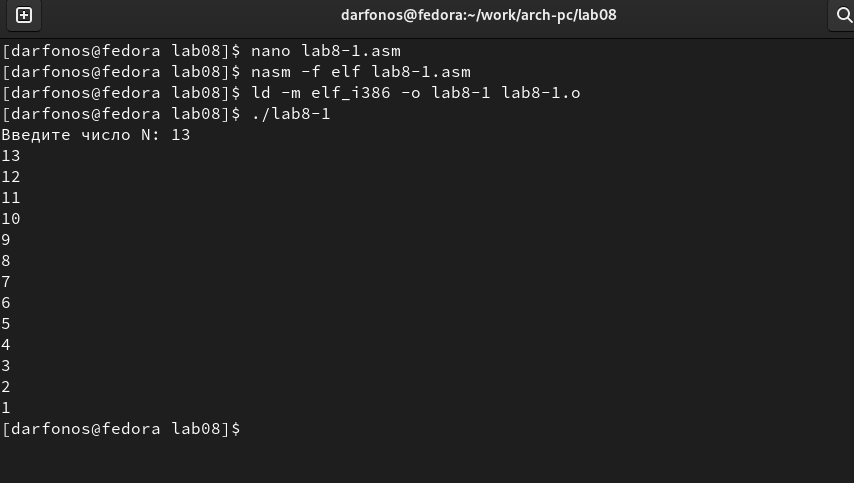 darfonos@fedora:~/work/arch-pc/lab08
[darfonos@fedora lab08]$ nano lab8-1.asm
[darfonos@fedora lab08]$ nasm -f elf lab8-1.asm
[darfonos@fedora lab08]$ ld -m elf_i386 -o lab8-1 lab8-1.o
[darfonos@fedora lab08]$ ./lab8-1
Введите число N: 13
13
12
11
10
9
8
7
6
5
4
3
2
1
[darfonos@fedora lab08]$